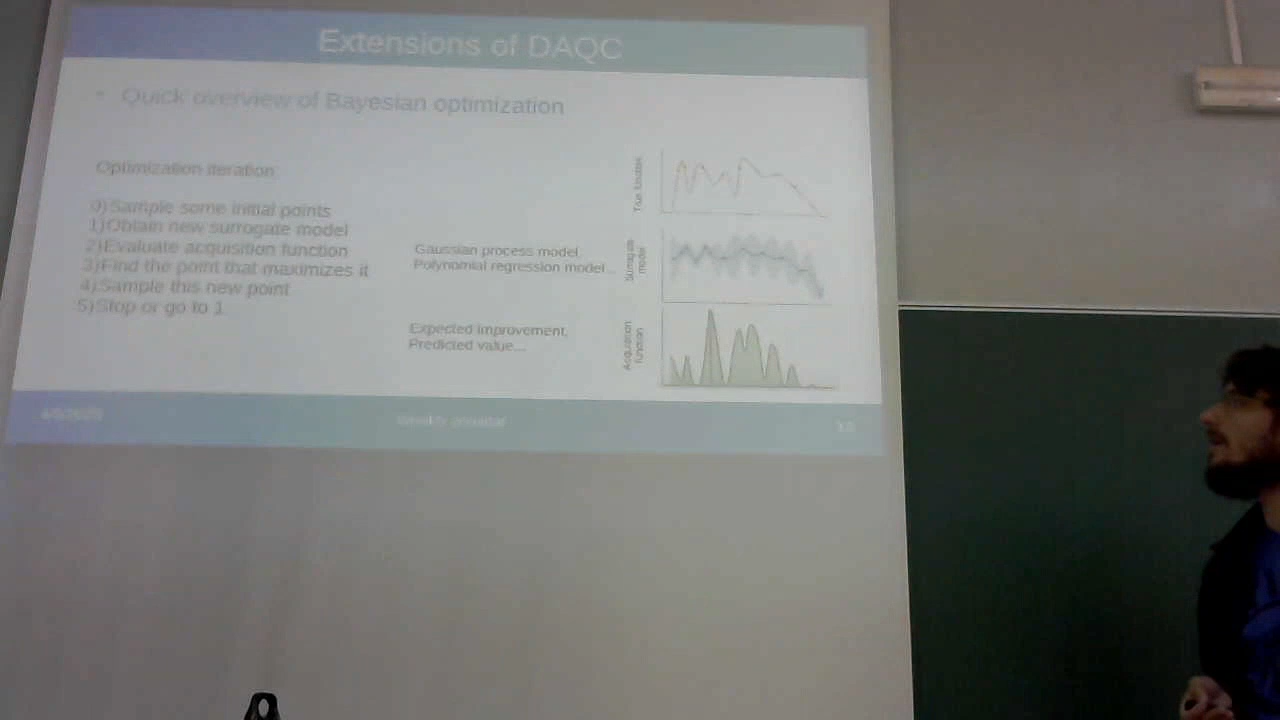 Extensions of DAQC
• Quick overview of Bayesian optimization
Optimization iteration
0) Sample some initial points
1) Obtain new surrogate model
2) Evaluate acquisition function
3) Find the point that maximizes it
4) Sample this new point
5) Stop or go to 1
Gaussian process model
Polynomial regression model...
Expected improvement,
Predicted value...
True function
Surrogate
model
Acquisition
function